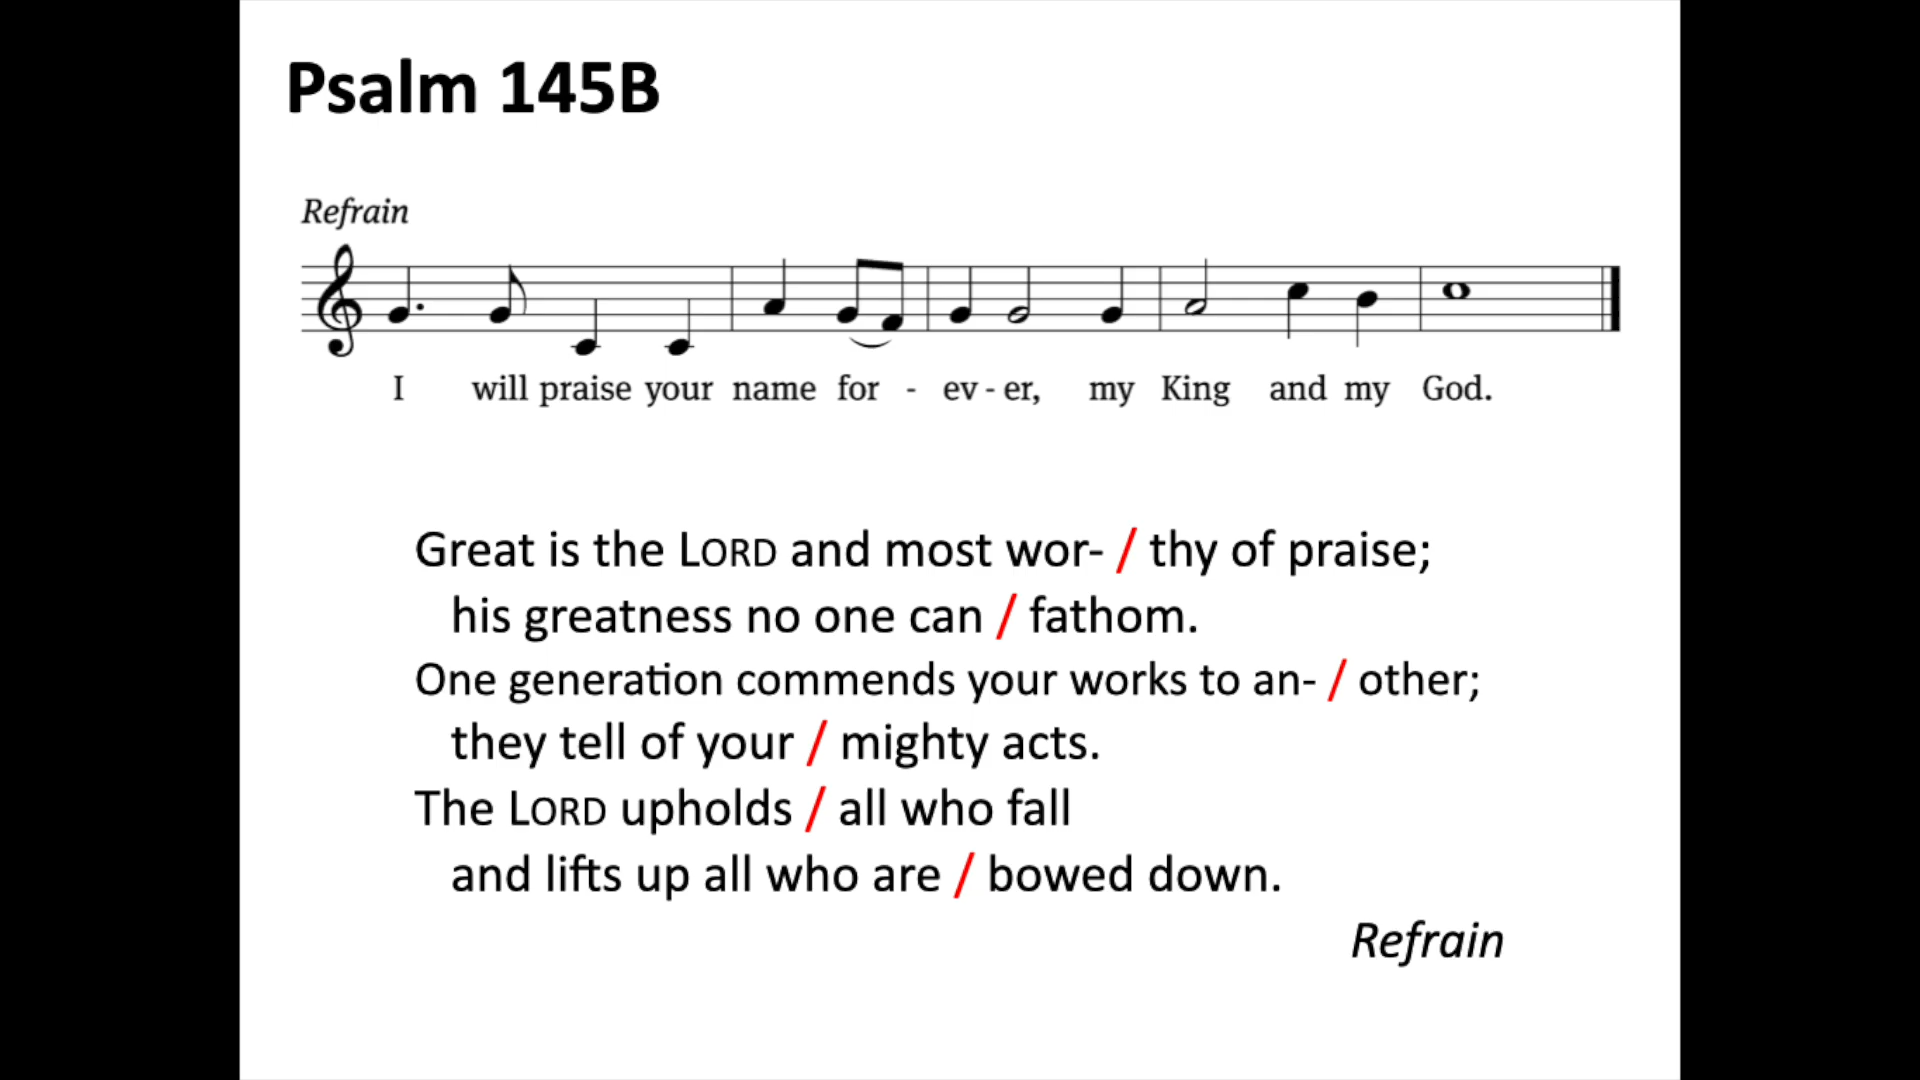 Psalm 145B
Refrain
I will praise your name for - ev - er, my King and my God.
Great is the LORD and most wor- / thy of praise;
his greatness no one can / fathom.
One generation commends your works to an- / other;
they tell of your / mighty acts.
The LORD upholds / all who fall
and lifts up all who are / bowed down.
Refrain